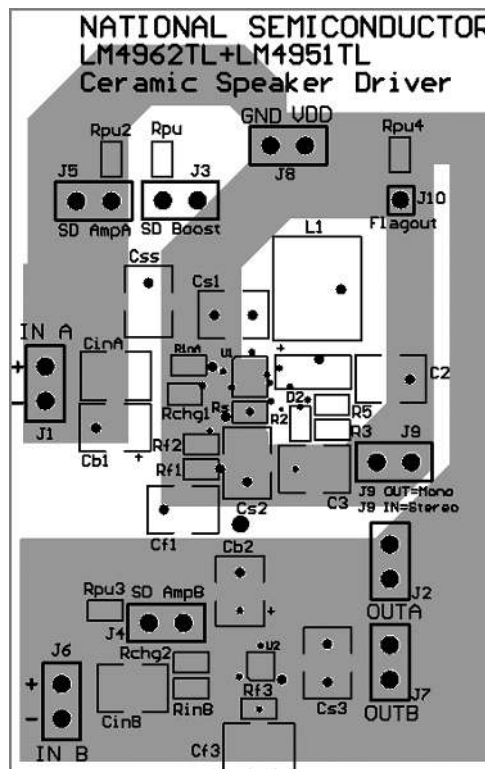 NATIONAL SEMICONDUCTOR
LM4962TL+LM4951TL
Ceramic Speaker Driver
GND VDD
Rpu2 Rpu Rpu4
J5 J3 J8
J10
SD AmpA SD Boost Flagout
L1
Css Cs1
IN A
CinA RinA U1
+ + C2
D2
- Rchg1 Rs R2 R5
J1 Cb1 Rf2 R3 J9
+ Rf1
J9 OUT=Mono
Cs2 C3 J9 IN=Stereo
Cf1
Cb2
Rpu3 SD AmpB J2
+ OUTA
J4
J6 Rchg2 U2
+ J7
- RinB Rf3
CinB Cs3 OUTB
IN B Cf3